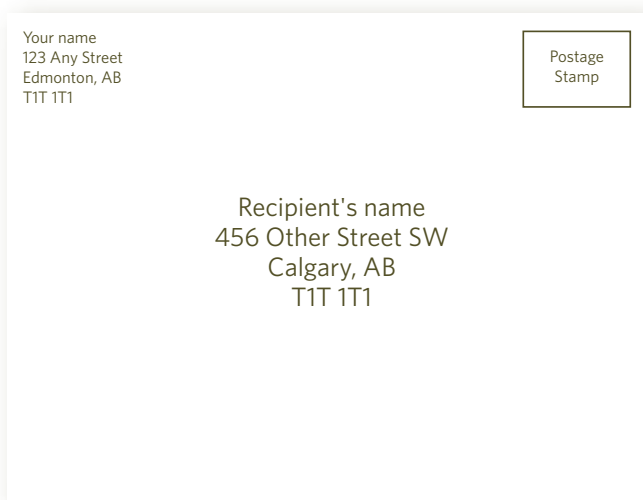 Your name
123 Any Street
Edmonton, AB
T1T 1T1
Postage
Stamp
Recipient's name
456 Other Street SW
Calgary, AB
T1T 1T1